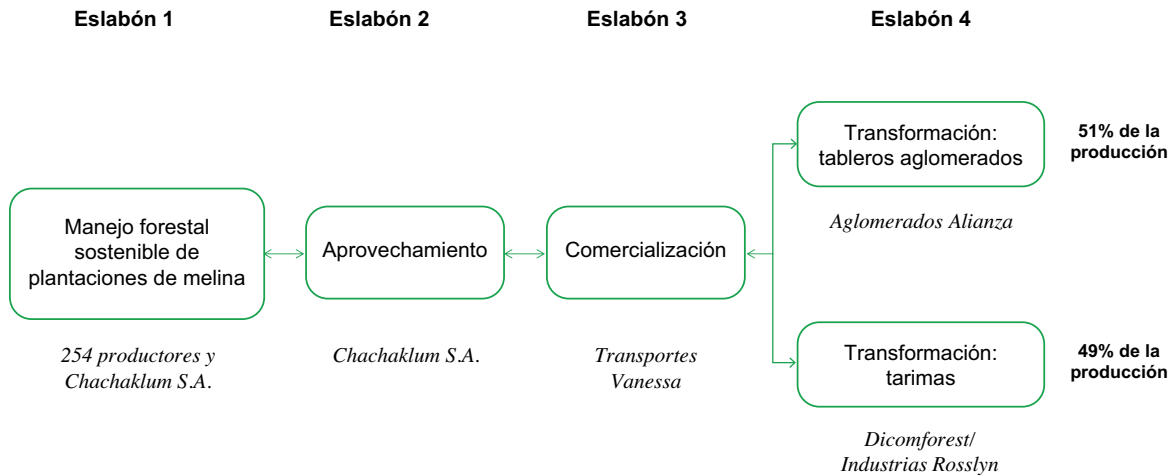 Eslabón 1
Eslabón 2
Eslabón 3
Eslabón 4
Manejo forestal
sostenible de
plantaciones de melina
254 productores y
Chachaklum S.A.
Aprovechamiento
Chachaklum S.A.
Comercialización
Transportes
Vanessa
Transformación:
tableros aglomerados
Aglomerados Alianza
51% de la
producción
Transformación:
tarimas
Dicomforest/
Industrias Rosslyn
49% de la
producción